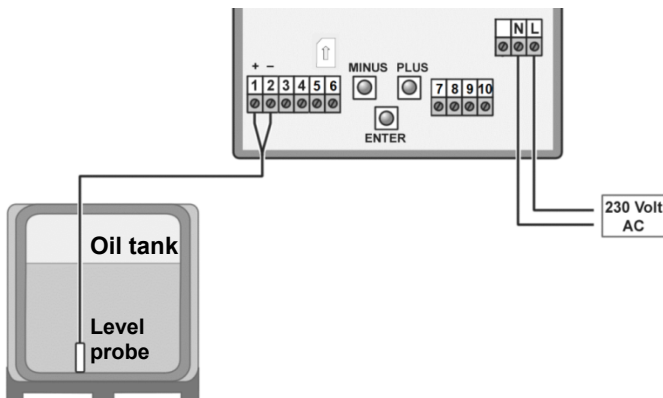 N L
+ −
MINUS PLUS
1 2 3 4 5 6
7 8 9 10
ENTER
230 Volt
AC
Oil tank
Level
probe